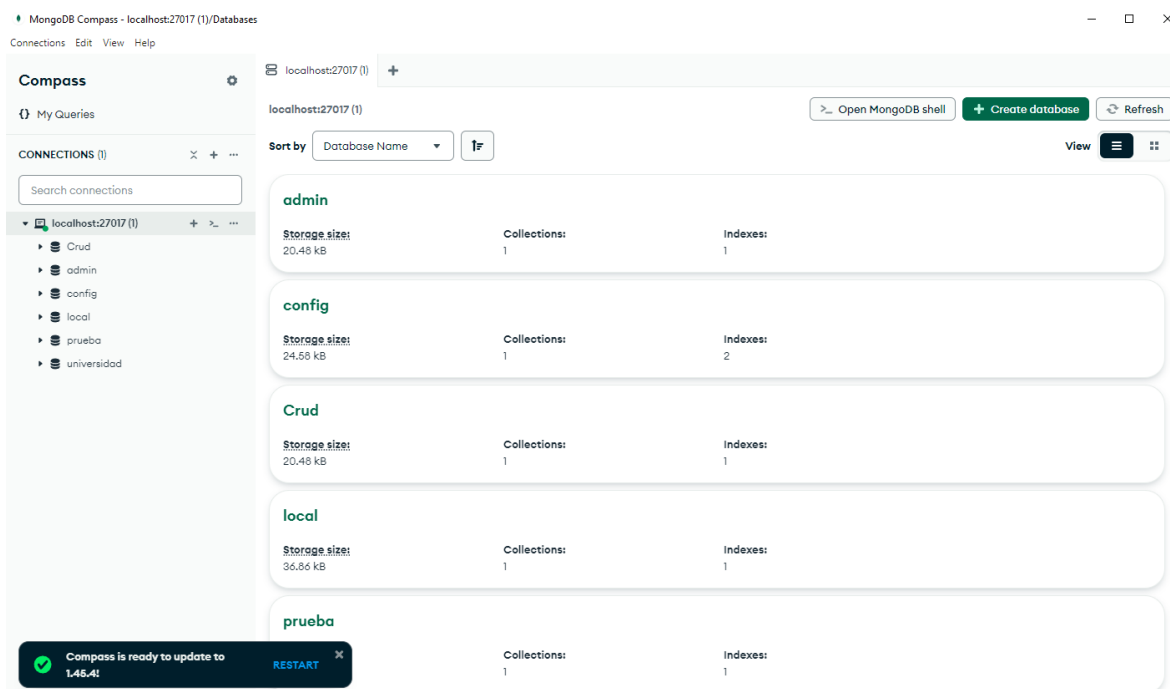 MongoDB Compass - localhost:27017 (1)/Databases
Connections Edit View Help
Compass
My Queries
CONNECTIONS (1)
Search connections
localhost:27017 (1)
Crud
admin
config
local
prueba
universidad
localhost:27017 (1)
localhost:27017 (1)
Open MongoDB shell
Create database
Refresh
Sort by Database Name
View
admin
Storage size: Collections: Indexes:
20.48 kB 1 1
config
Storage size: Collections: Indexes:
24.58 kB 1 2
Crud
Storage size: Collections: Indexes:
20.48 kB 1 1
local
Storage size: Collections: Indexes:
36.86 kB 1 1
prueba
Collections: Indexes:
1 1
Compass is ready to update to
1.45.4!
RESTART